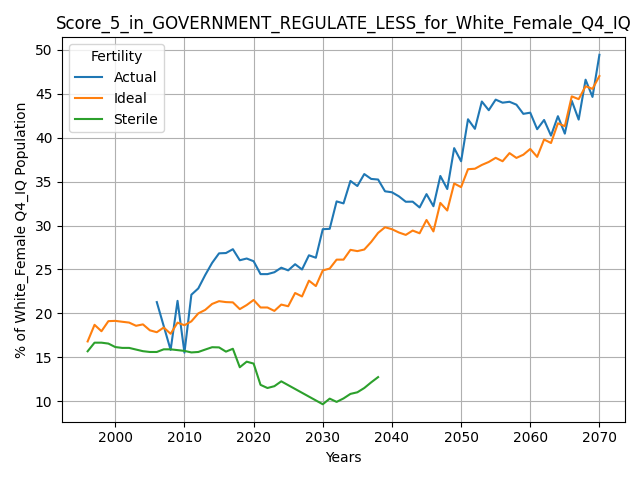 Score_5_in_GOVERNMENT_REGULATE_LESS_for_White_Female_Q4_IQ
Fertility
Actual
Ideal
Sterile
% of White_Female Q4_IQ Population
50
45
40
35
30
25
20
15
10
2000 2010 2020 2030 2040 2050 2060 2070
Years